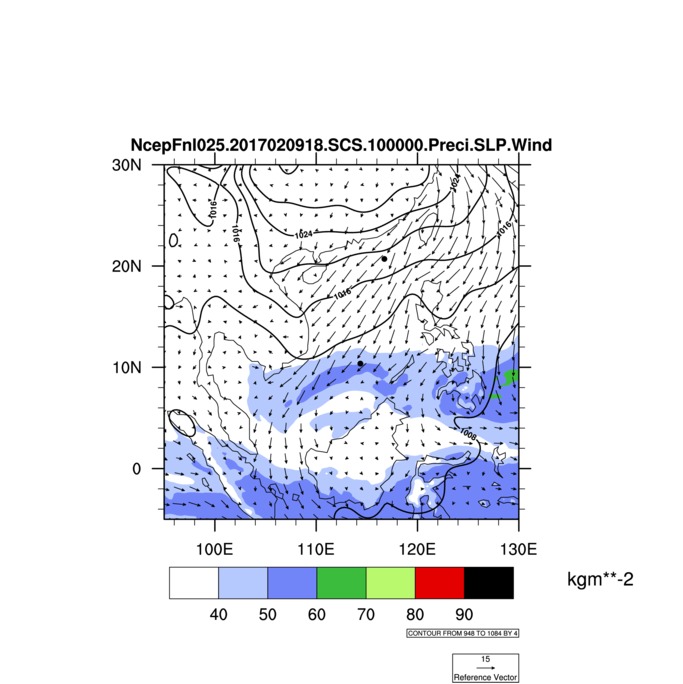 NcepFnl025.2017020918.SCS.100000.Preci.SLP.Wind
30N
20N
10N
0
100E 110E 120E 130E
1016
1016
1024
1024
1016
1016
1008
kgm**-2
40 50 60 70 80 90
CONTOUR FROM 948 TO 1084 BY 4
15
Reference Vector